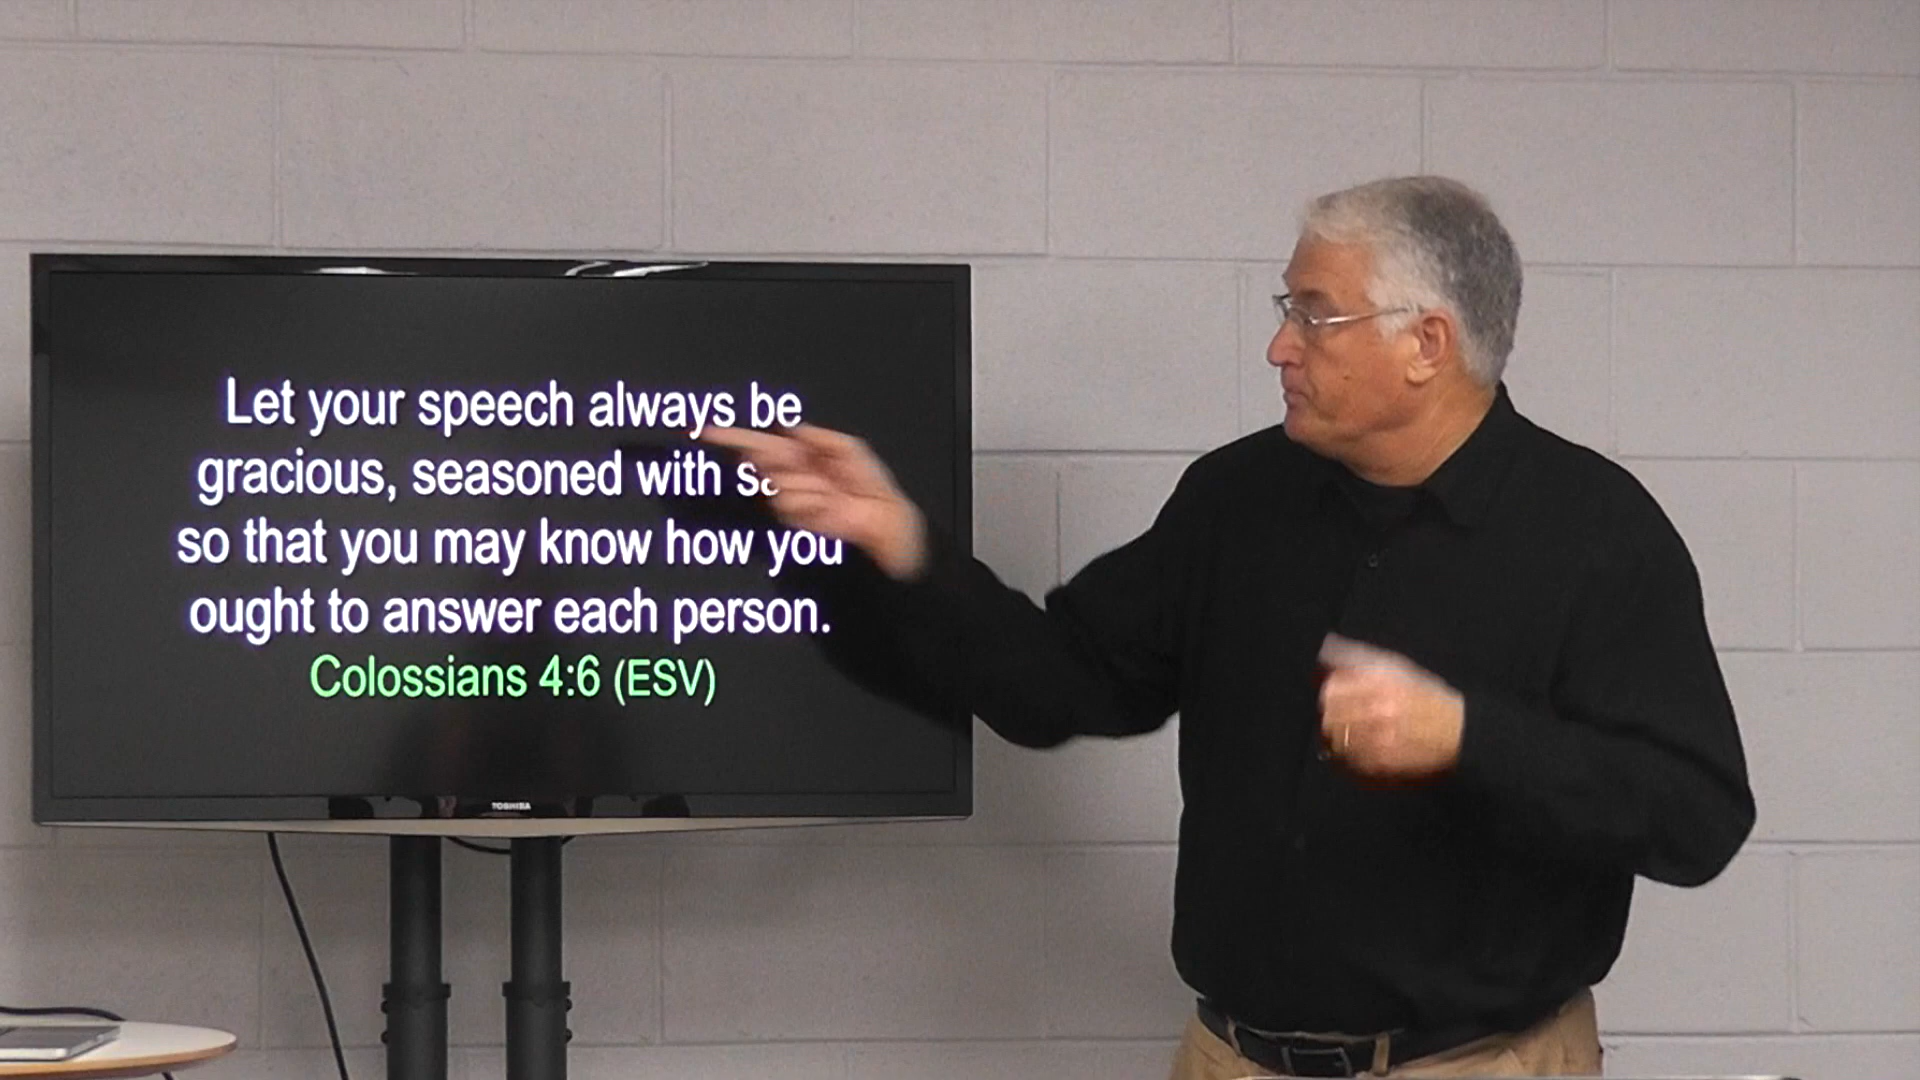 Let your speech always be
gracious, seasoned with
so that you may know how you
ought to answer each person.
Colossians 4:6 (ESV)
TOSHIBA